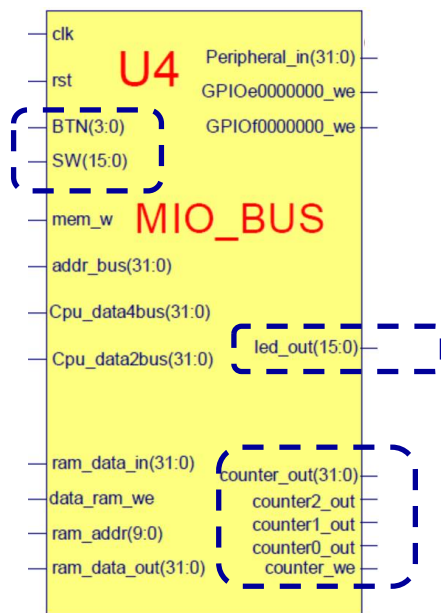 clk
rst
U4
Peripheral_in(31:0)
GPIOe0000000_we
BTN(3:0)
GPIOf0000000_we
SW(15:0)
mem_w
MIO_BUS
addr_bus(31:0)
Cpu_data4bus(31:0)
Cpu_data2bus(31:0)
led_out(15:0)
ram_data_in(31:0)
counter_out(31:0)
data_ram_we
counter2_out
ram_addr(9:0)
counter1_out
counter0_out
ram_data_out(31:0)
counter_we